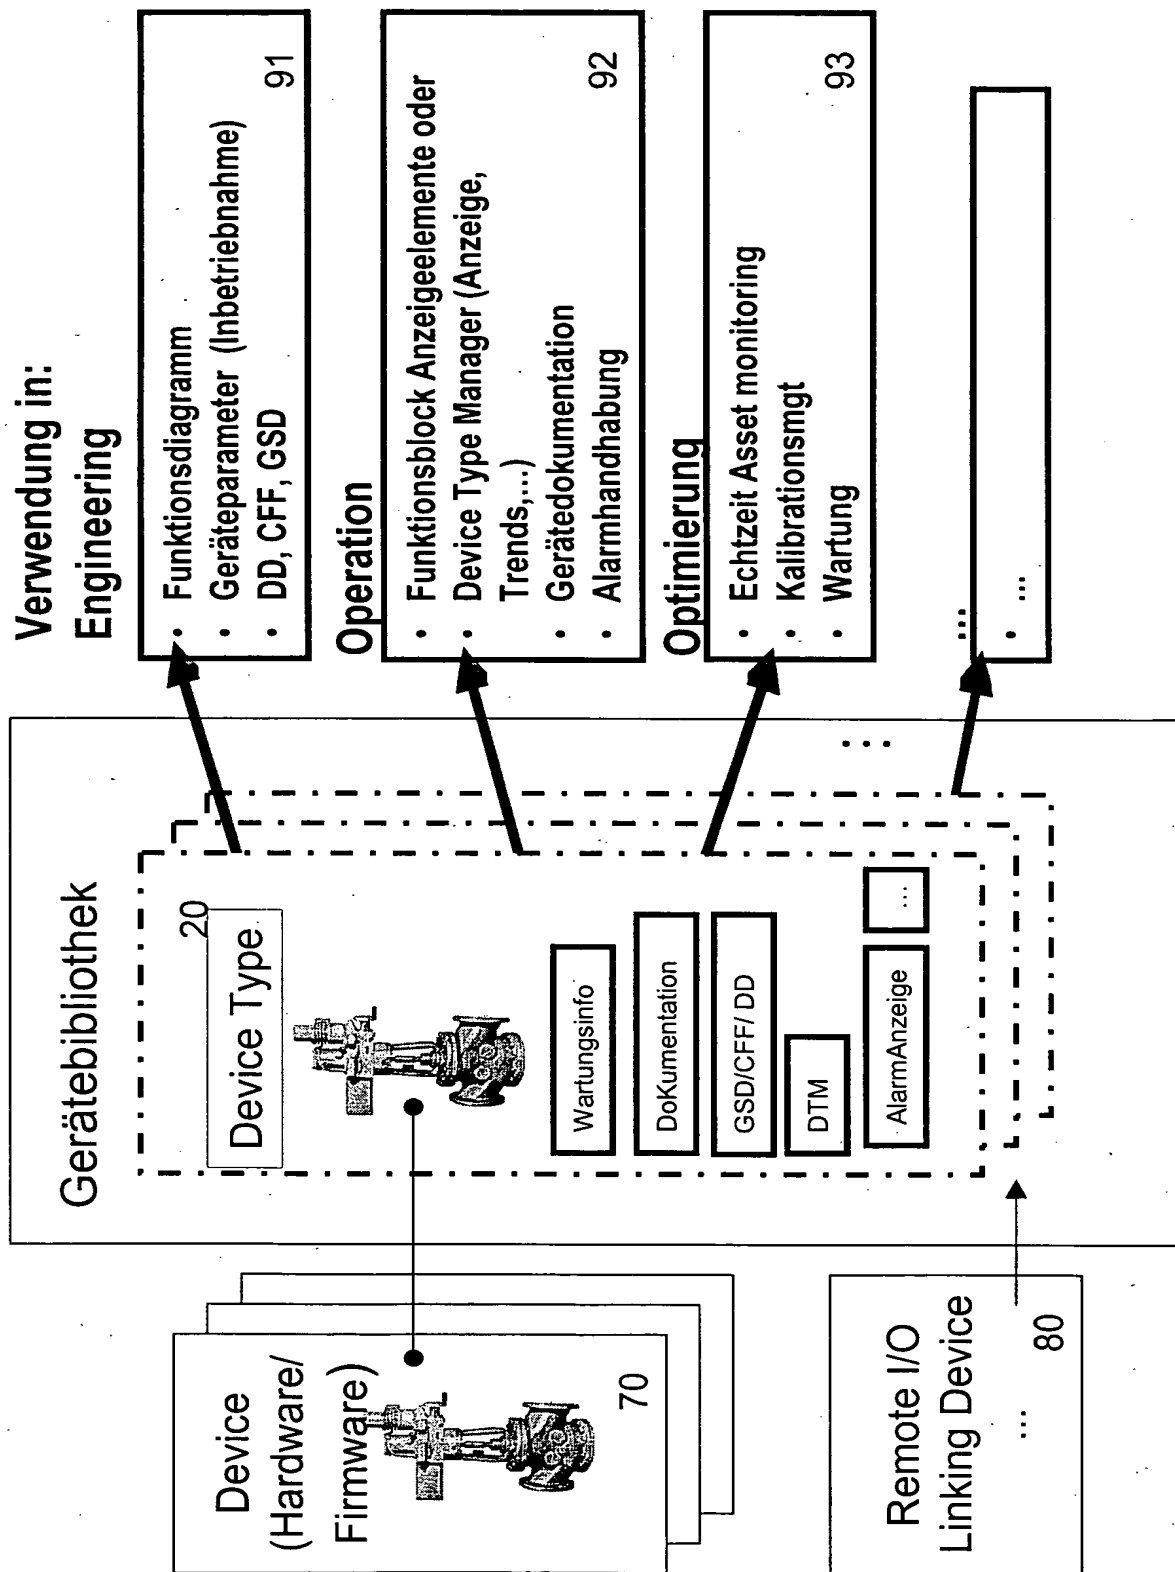 Device
(Hardware/
Firmware)
70
Remote I/O
Linking Device
...
80
Gerätebibliothek
20
Device Type
Wartungsinfo
DoKumentation
GSD/CFF/ DD
DTM
AlarmAnzeige
...
...
Verwendung in:
Engineering
• Funktionsdiagramm
• Geräteparameter (Inbetriebnahme)
• DD, CFF, GSD
91
Operation
• Funktionsblock Anzeigeelemente oder
• Device Type Manager (Anzeige,
Trends,...)
• Gerätedokumentation
• Alarmhandhabung
92
Optimierung
• Echtzeit Asset monitoring
• Kalibrationsmgt
• Wartung
93
...
• ...